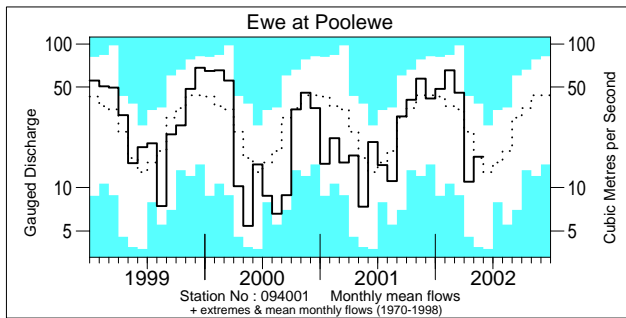 Ewe at Poolewe
100
50
10
5
Gauged Discharge
100
50
10
5
Cubic Metres per Second
1999 2000 2001 2002
Station No : 094001 Monthly mean flows
+ extremes & mean monthly flows (1970-1998)